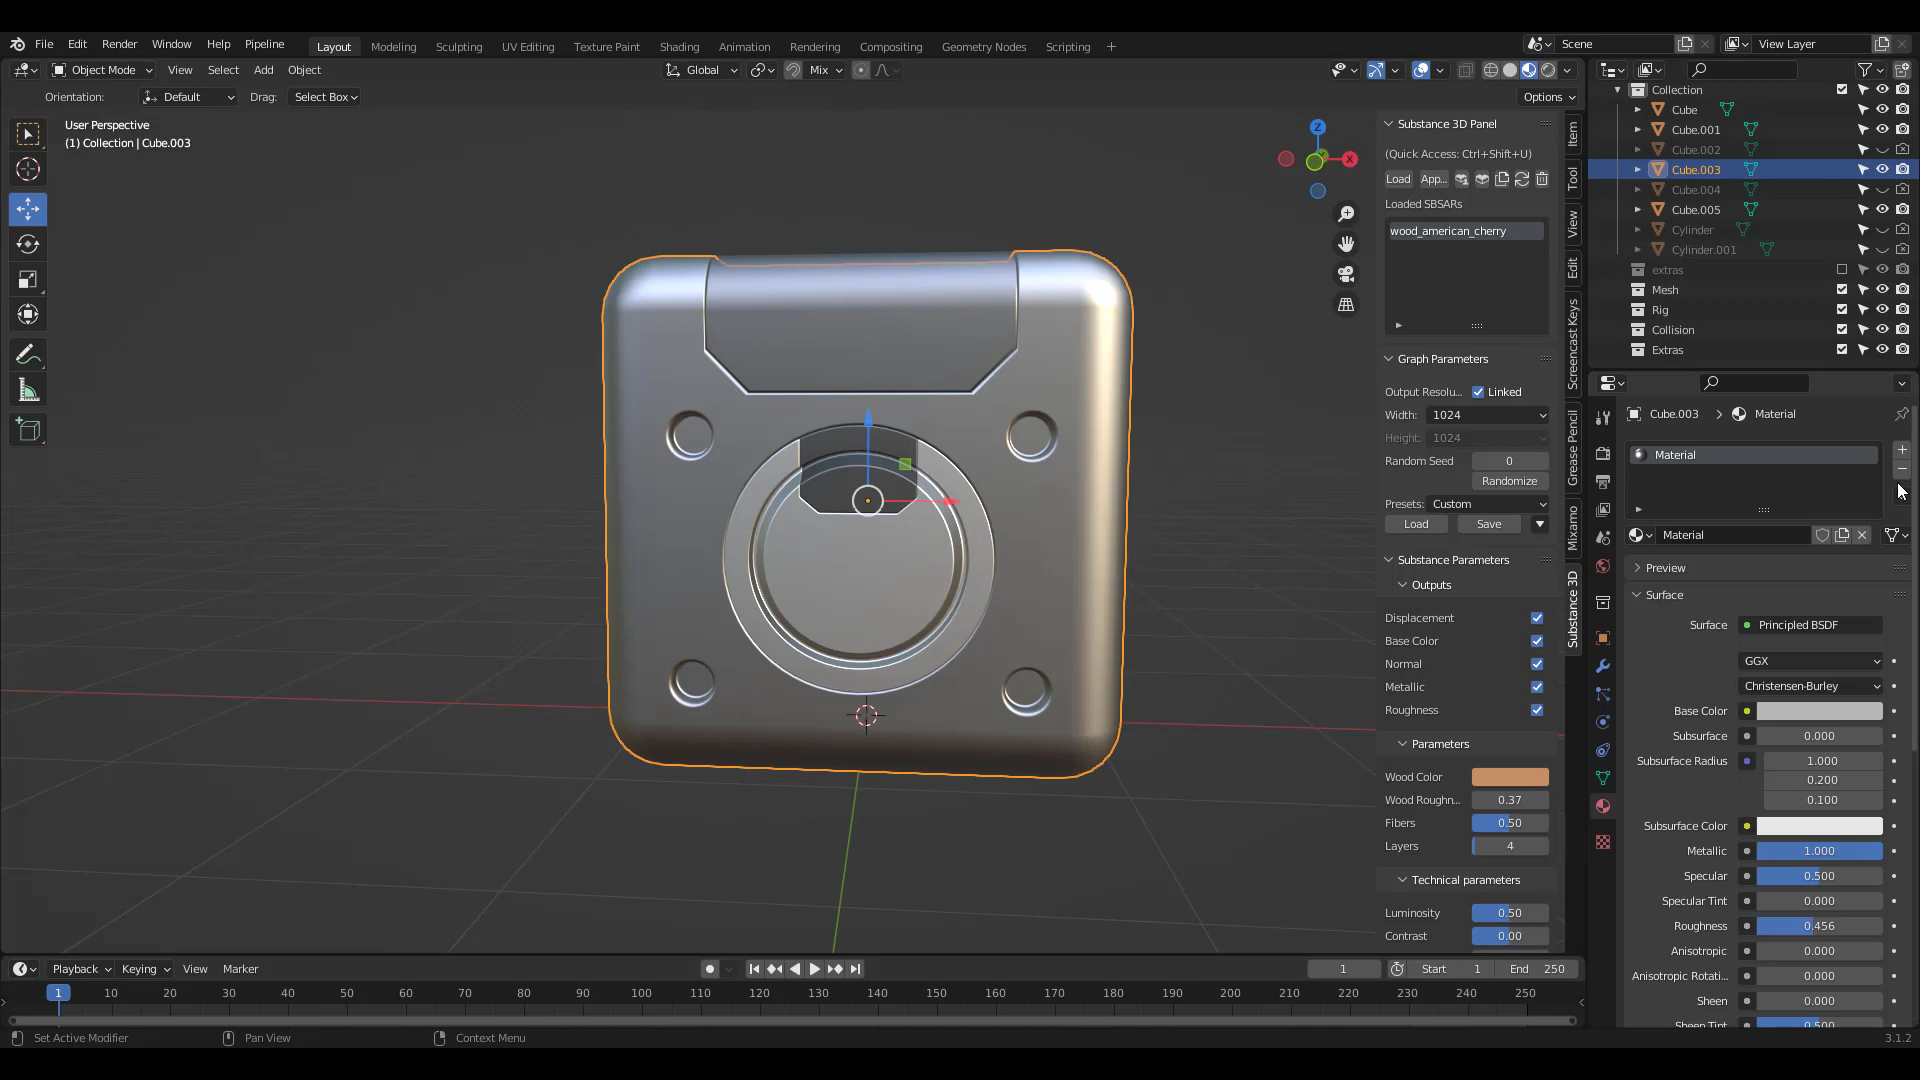 File Edit Render Window Help Pipeline Layout Modeling Sculpting UV Editing Texture Paint Shading Animation Rendering Compositing Geometry Nodes Scripting + Scene View Layer
Object Mode View Select Add Object Global Mix
Orientation: Default Drag: Select Box Options
User Perspective
(1) Collection | Cube.003
Z
X
Substance 3D Panel
(Quick Access: Ctrl+Shift+U)
Load App...
Loaded SBSARs
wood_american_cherry
Graph Parameters
Output Resolu... Linked
Width: 1024
Height: 1024
Random Seed 0
Randomize
Presets: Custom
Load Save
Substance Parameters
Outputs
Displacement
Base Color
Normal
Metallic
Roughness
Parameters
Wood Color
Wood Roughn... 0.37
Fibers 0.50
Layers 4
Technical parameters
Luminosity 0.50
Contrast 0.00
Item
Tool
View
Edit
Screencast Keys
Grease Pencil
Mixamo
Substance 3D
Collection
Cube
Cube.001
Cube.002
Cube.003
Cube.004
Cube.005
Cylinder
Cylinder.001
extras
Mesh
Rig
Collision
Extras
Cube.003 > Material
Material
Material
Preview
Surface
Surface Principled BSDF
GGX
Christensen-Burley
Base Color
Subsurface 0.000
Subsurface Radius 1.000
0.200
0.100
Subsurface Color
Metallic 1.000
Specular 0.500
Specular Tint 0.000
Roughness 0.456
Anisotropic 0.000
Anisotropic Rotati... 0.000
Sheen 0.000
Sheen Tint 0.500
Playback Keying View Marker 1 Start 1 End 250
1 10 20 30 40 50 60 70 80 90 100 110 120 130 140 150 160 170 180 190 200 210 220 230 240 250
Set Active Modifier Pan View Context Menu 3.1.2